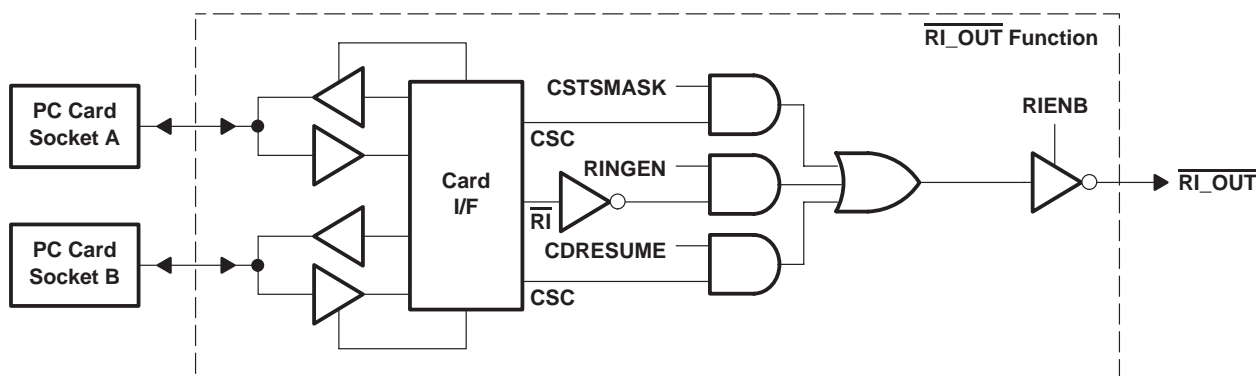 RI_OUT Function
PC Card
Socket A
CSTSMASK
CSC
RIENB
RINGEN
Card
I/F
RI
RI_OUT
PC Card
Socket B
CDRESUME
CSC